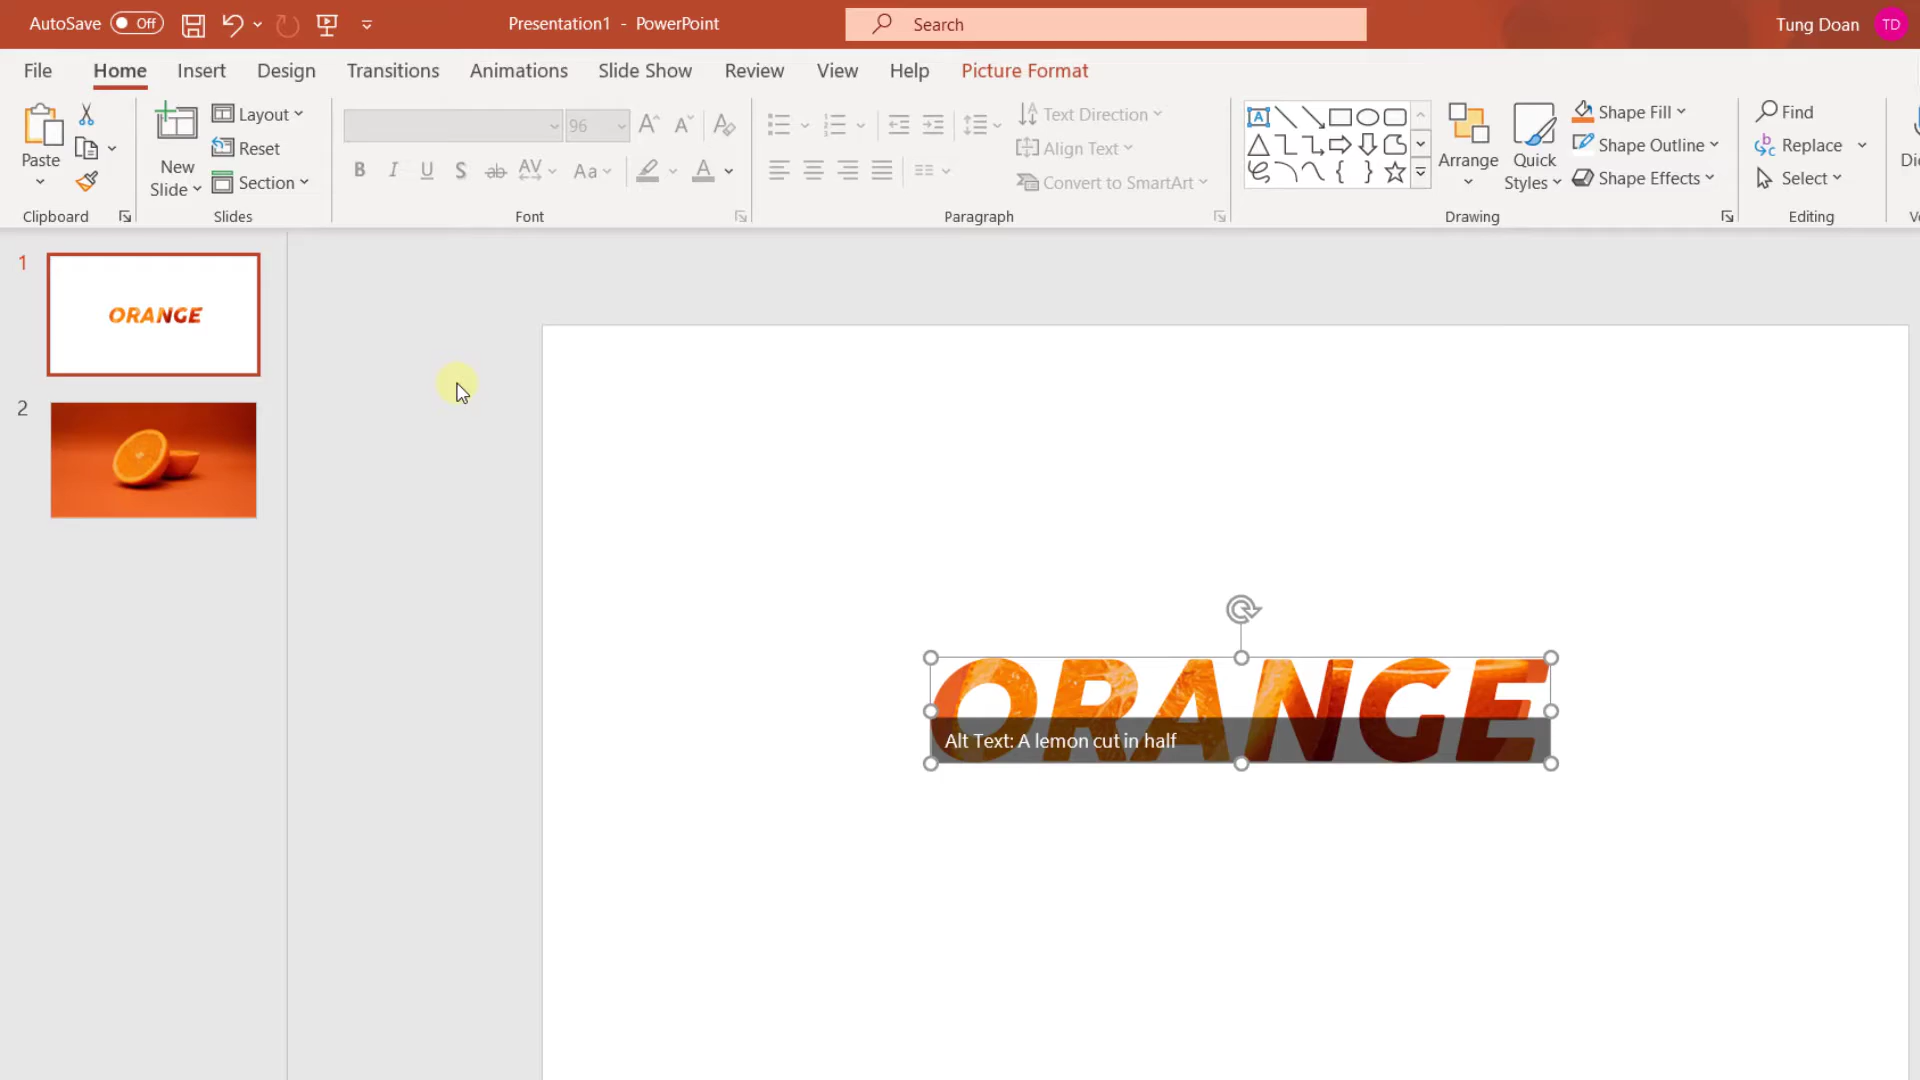 AutoSave Off Presentation1 - PowerPoint Search Tung Doan TD
File Home Insert Design Transitions Animations Slide Show Review View Help Picture Format
Paste
New Slide
Layout
Reset
Section
96
B I U S ab AV Aa A
Text Direction
Align Text
Convert to SmartArt
A
Arrange
Quick Styles
Shape Fill
Shape Outline
Shape Effects
Find
Replace
Select
Clipboard Slides Font Paragraph Drawing Editing
1
ORANGE
2
ORANGE
Alt Text: A lemon cut in half